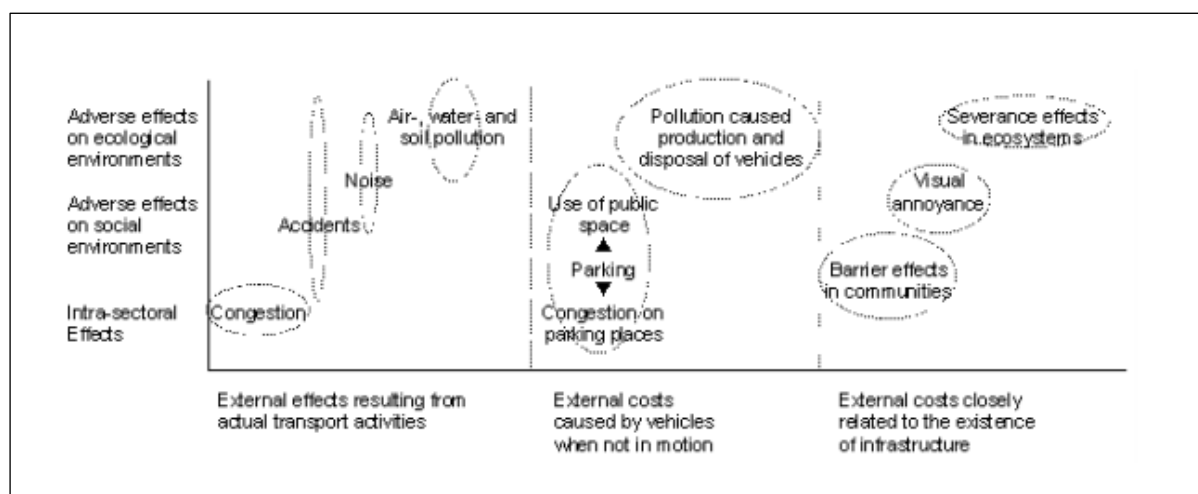 Adverse effects
on ecological
environments
Adverse effects
on social
environments
Intra-sectoral
Effects
Congestion
Accidents
Noise
Air-, water- and
soil pollution
Use of public
space
Parking
Congestion on
parking places
Pollution caused
production and
disposal of vehicles
Barrier effects
in communities
Visual
annoyance
Severance effects
in ecosystems
External effects resulting from
actual transport activities
External costs
caused by vehicles
when not in motion
External costs closely
related to the existence
of infrastructure